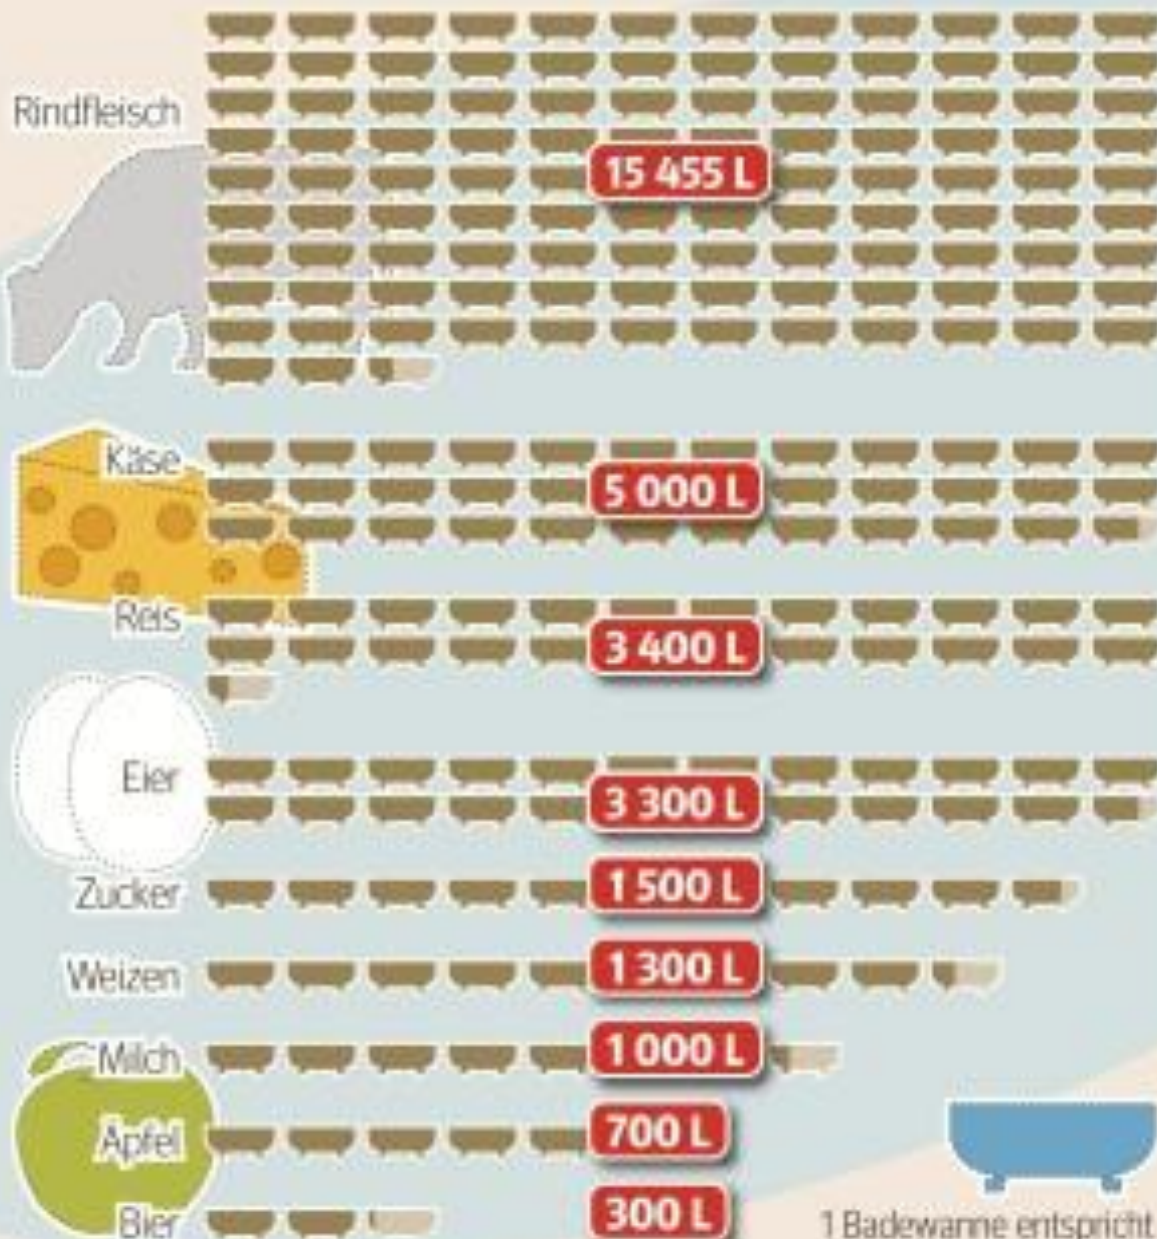 Rindfleisch
15 455 L
Käse
5 000 L
Reis
3 400 L
Eier
3 300 L
Zucker
1 500 L
Weizen
1 300 L
Milch
1 000 L
Äpfel
700 L
Bier
300 L
1 Badewanne entspricht